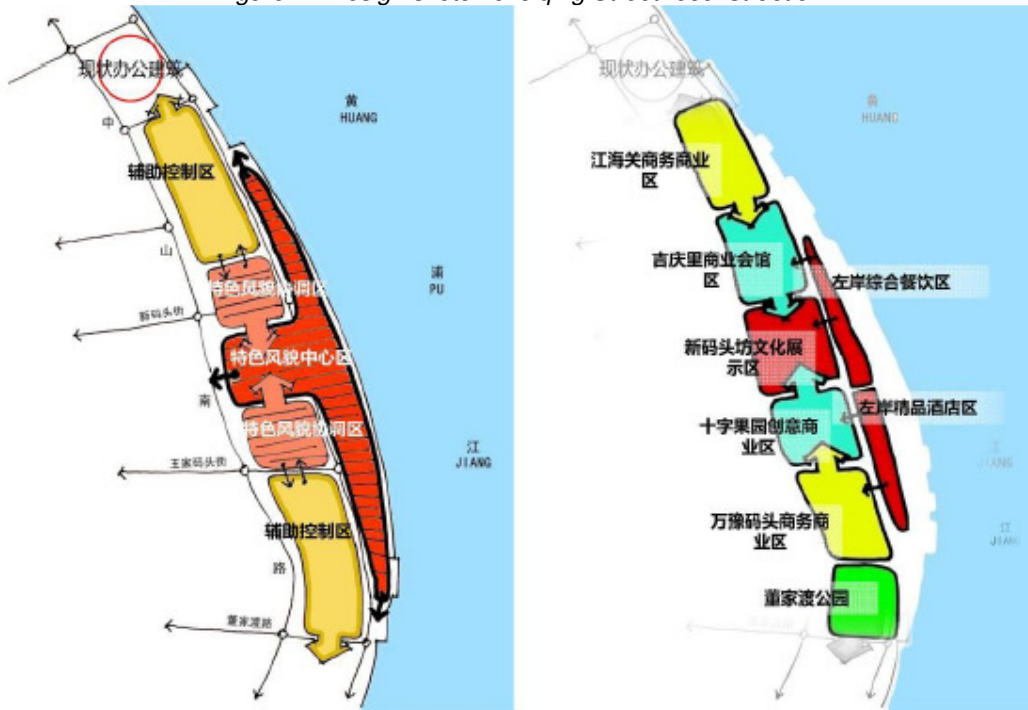 现状办公建筑
黄
HUANG
中
辅助控制区
山
浦
PU
特色风貌协调区
新码头街
特色风貌中心区
南
特色风貌协调区
江
JIANG
王家码头街
辅助控制区
路
董家渡路
现状办公建筑
黄
HUANG
江海关商务商业
区
吉庆里商业会馆
区
左岸综合餐饮区
新码头坊文化展
示区
左岸精品酒店区
十字果园创意商
业区
万豫码头商务商
业区
江
JIANG
董家渡公园